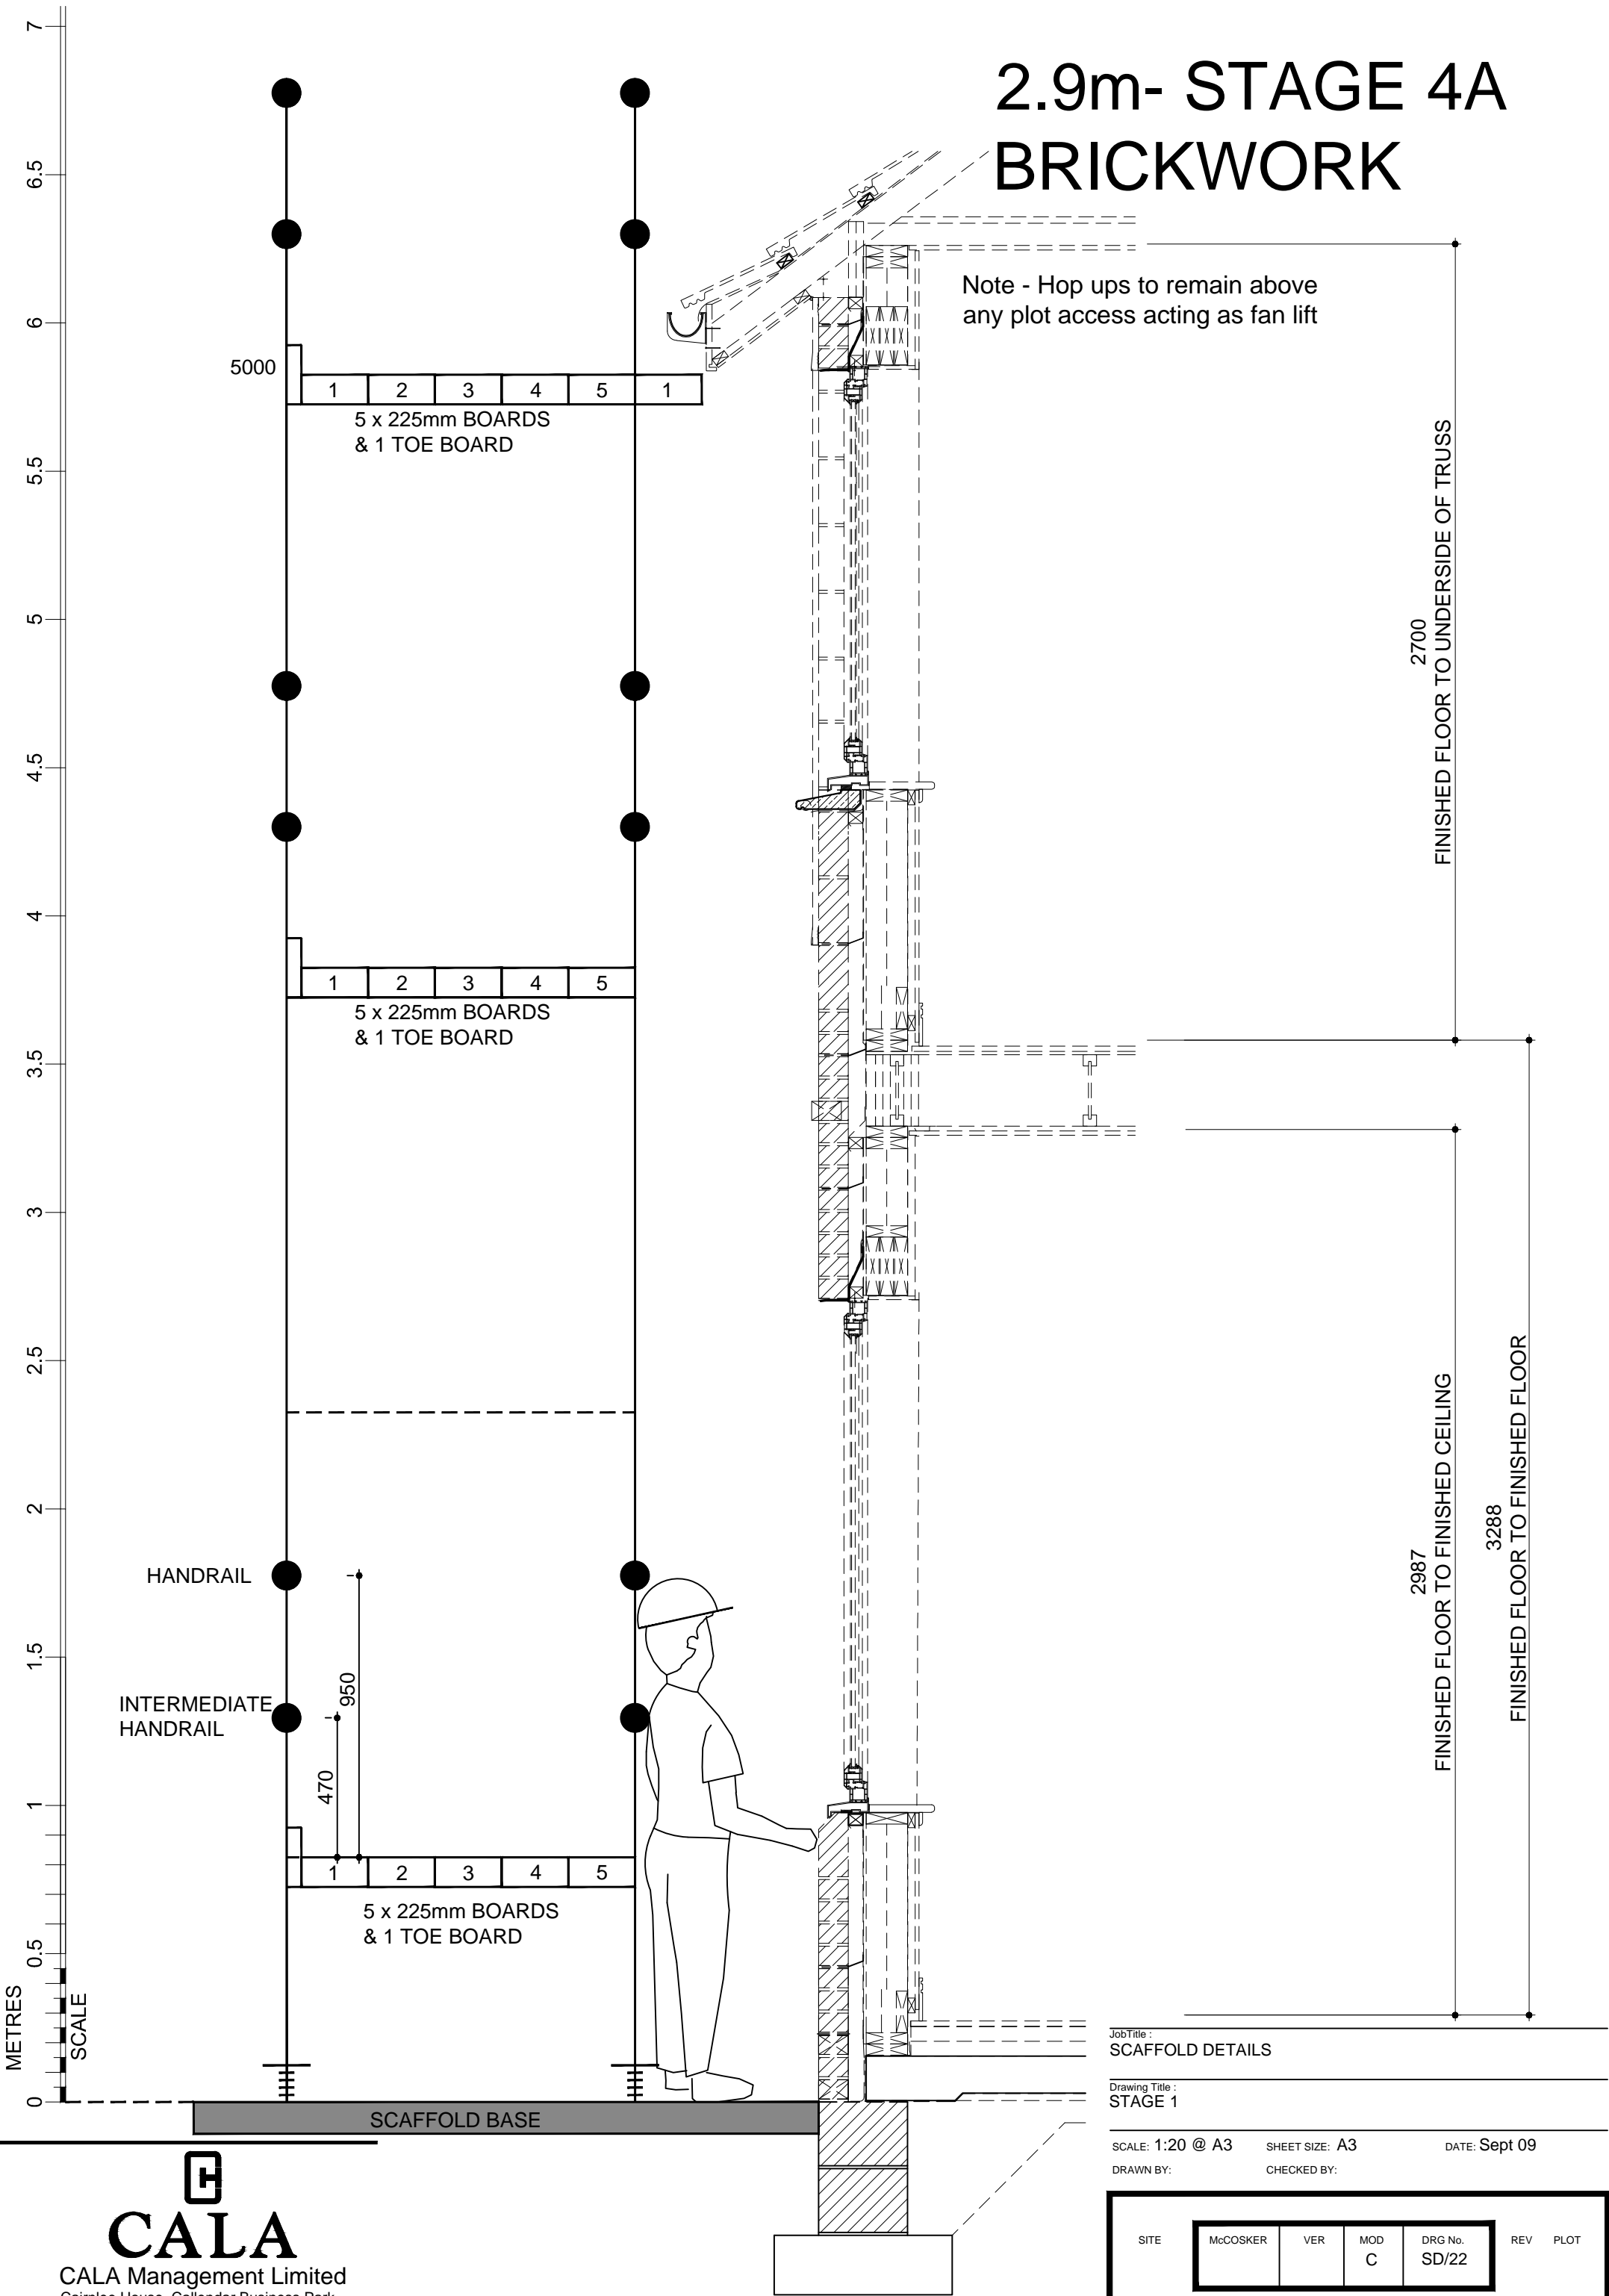 2.9m- STAGE 4A
BRICKWORK
Note - Hop ups to remain above
any plot access acting as fan lift
7
6.5
6
5.5
5
4.5
4
3.5
3
2.5
2
1.5
1
0.5
0
METRES
SCALE
5000
1 2 3 4 5 1
5 x 225mm BOARDS
& 1 TOE BOARD
1 2 3 4 5
5 x 225mm BOARDS
& 1 TOE BOARD
HANDRAIL
INTERMEDIATE
HANDRAIL
950
470
1 2 3 4 5
5 x 225mm BOARDS
& 1 TOE BOARD
SCAFFOLD BASE
2700
FINISHED FLOOR TO UNDERSIDE OF TRUSS
2987
FINISHED FLOOR TO FINISHED CEILING
3288
FINISHED FLOOR TO FINISHED FLOOR
JobTitle :
SCAFFOLD DETAILS
Drawing Title :
STAGE 1
SCALE: 1:20 @ A3 SHEET SIZE: A3 DATE: Sept 09
DRAWN BY: CHECKED BY:
SITE McCOSKER VER MOD DRG No. REV PLOT
C SD/22
CALA
CALA Management Limited
Cairnlee House, Callendar Business Park